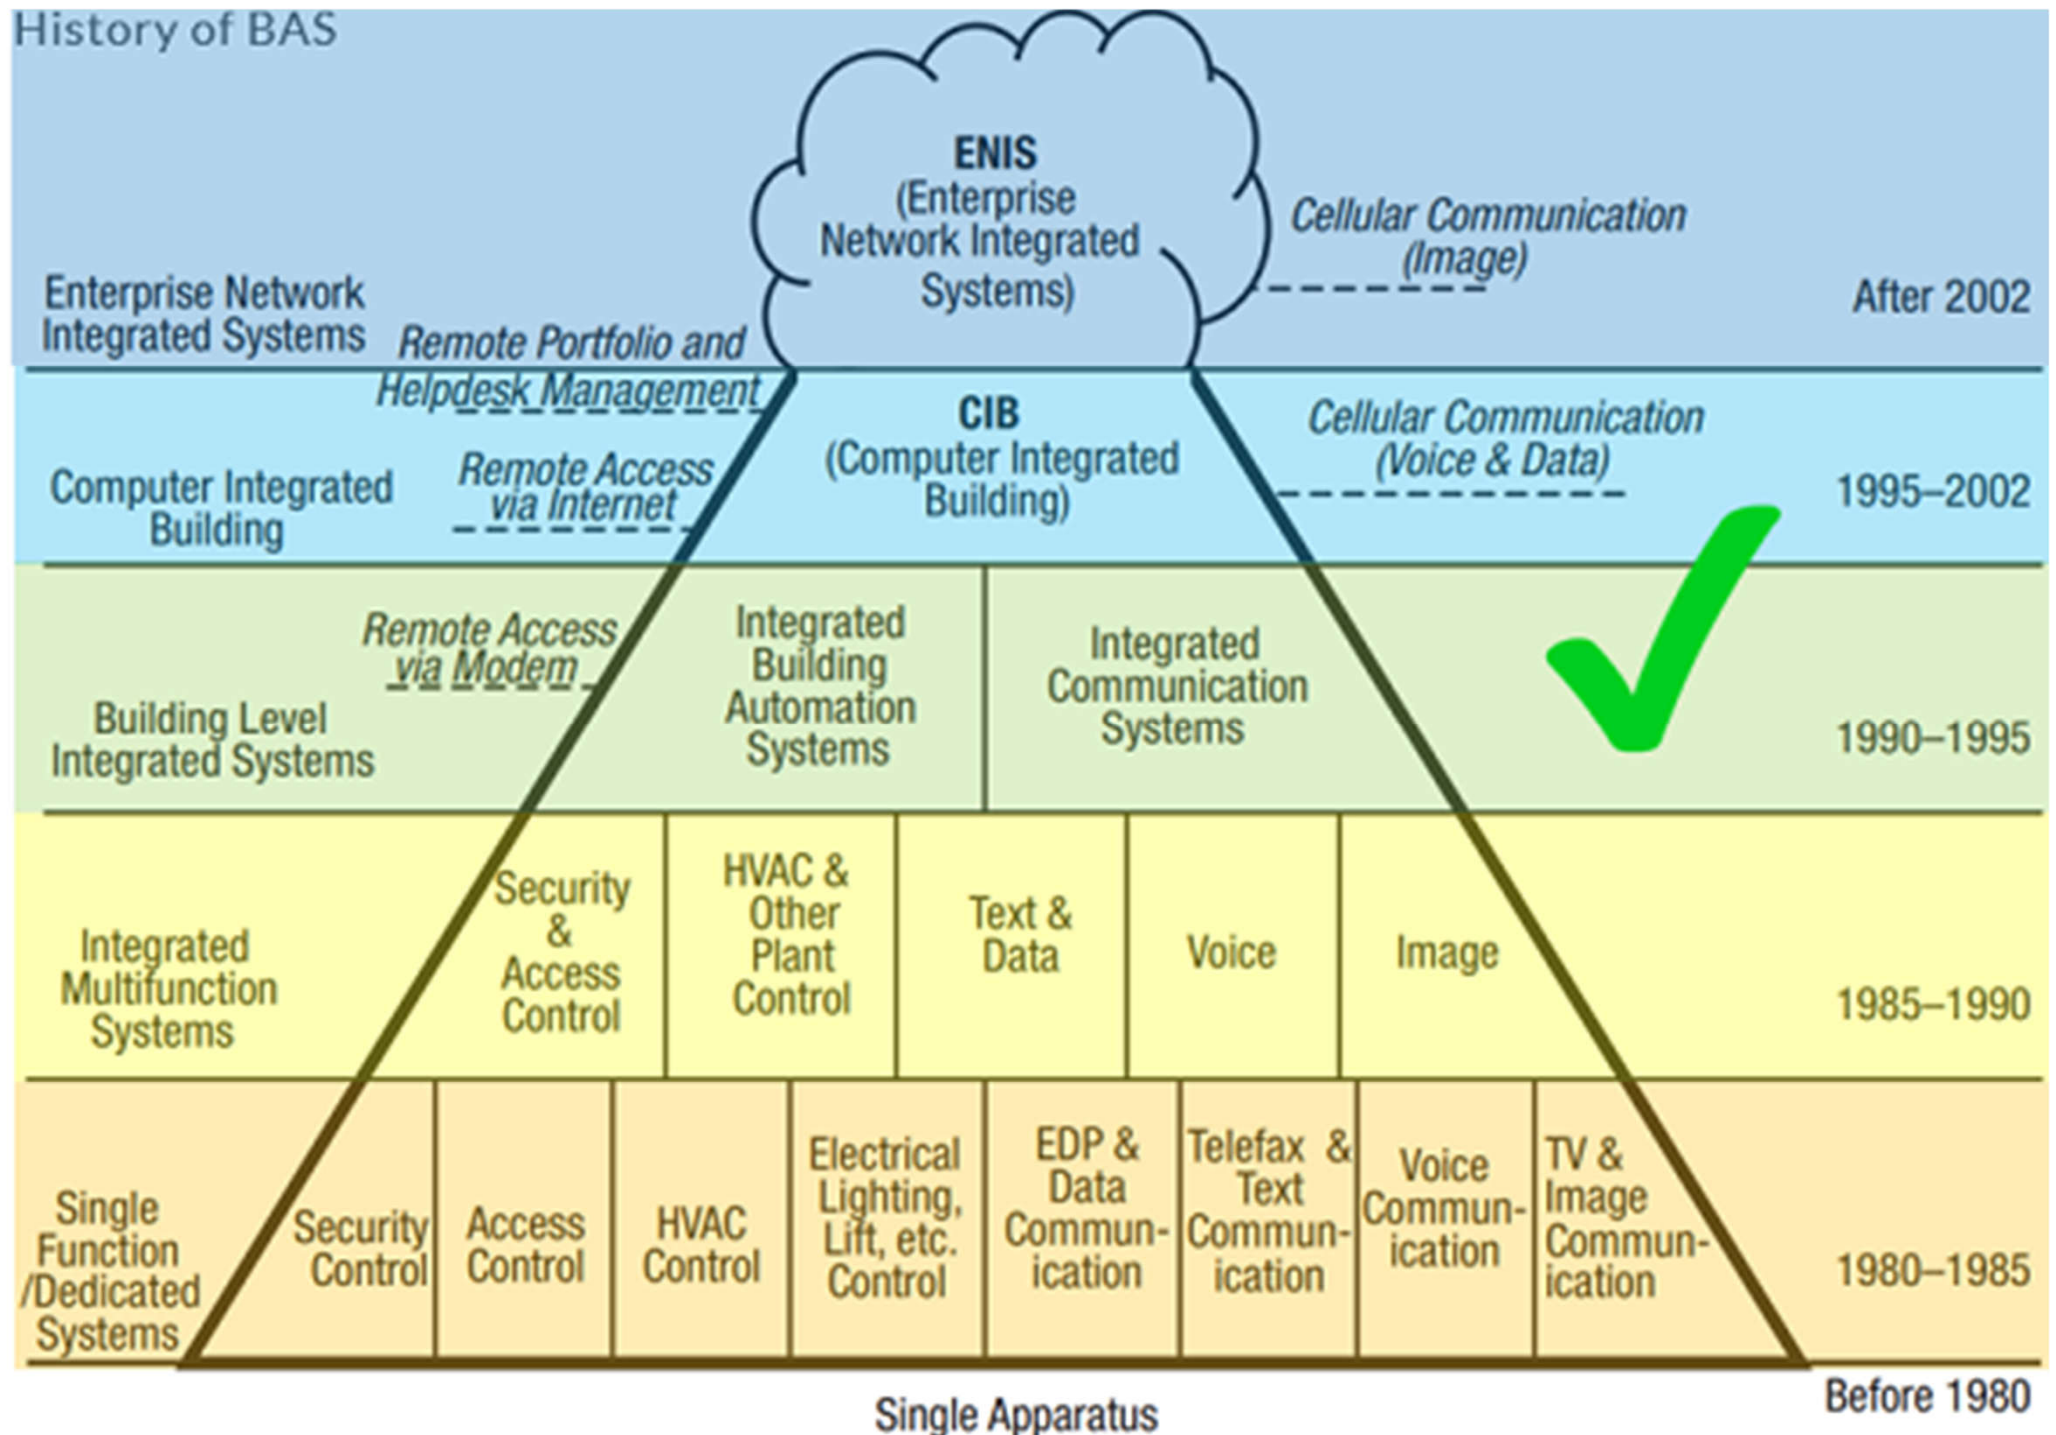 History of BAS
ENIS
(Enterprise
Network Integrated
Systems)
Cellular Communication
(Image)
After 2002
Enterprise Network
Integrated Systems
Remote Portfolio and
Helpdesk Management
CIB
(Computer Integrated
Building)
Cellular Communication
(Voice & Data)
1995–2002
Computer Integrated
Building
Remote Access
via Internet
Remote Access
via Modem
Building Level
Integrated Systems
Integrated
Building
Automation
Systems
Integrated
Communication
Systems
1990–1995
Integrated
Multifunction
Systems
Security
&
Access
Control
HVAC &
Other
Plant
Control
Text &
Data
Voice
Image
1985–1990
Single
Function
/Dedicated
Systems
Security
Control
Access
Control
HVAC
Control
Electrical
Lighting,
Lift, etc.
Control
EDP &
Data
Commun-
ication
Telefax &
Text
Commun-
ication
Voice
Commun-
ication
TV &
Image
Commun-
ication
1980–1985
Single Apparatus
Before 1980